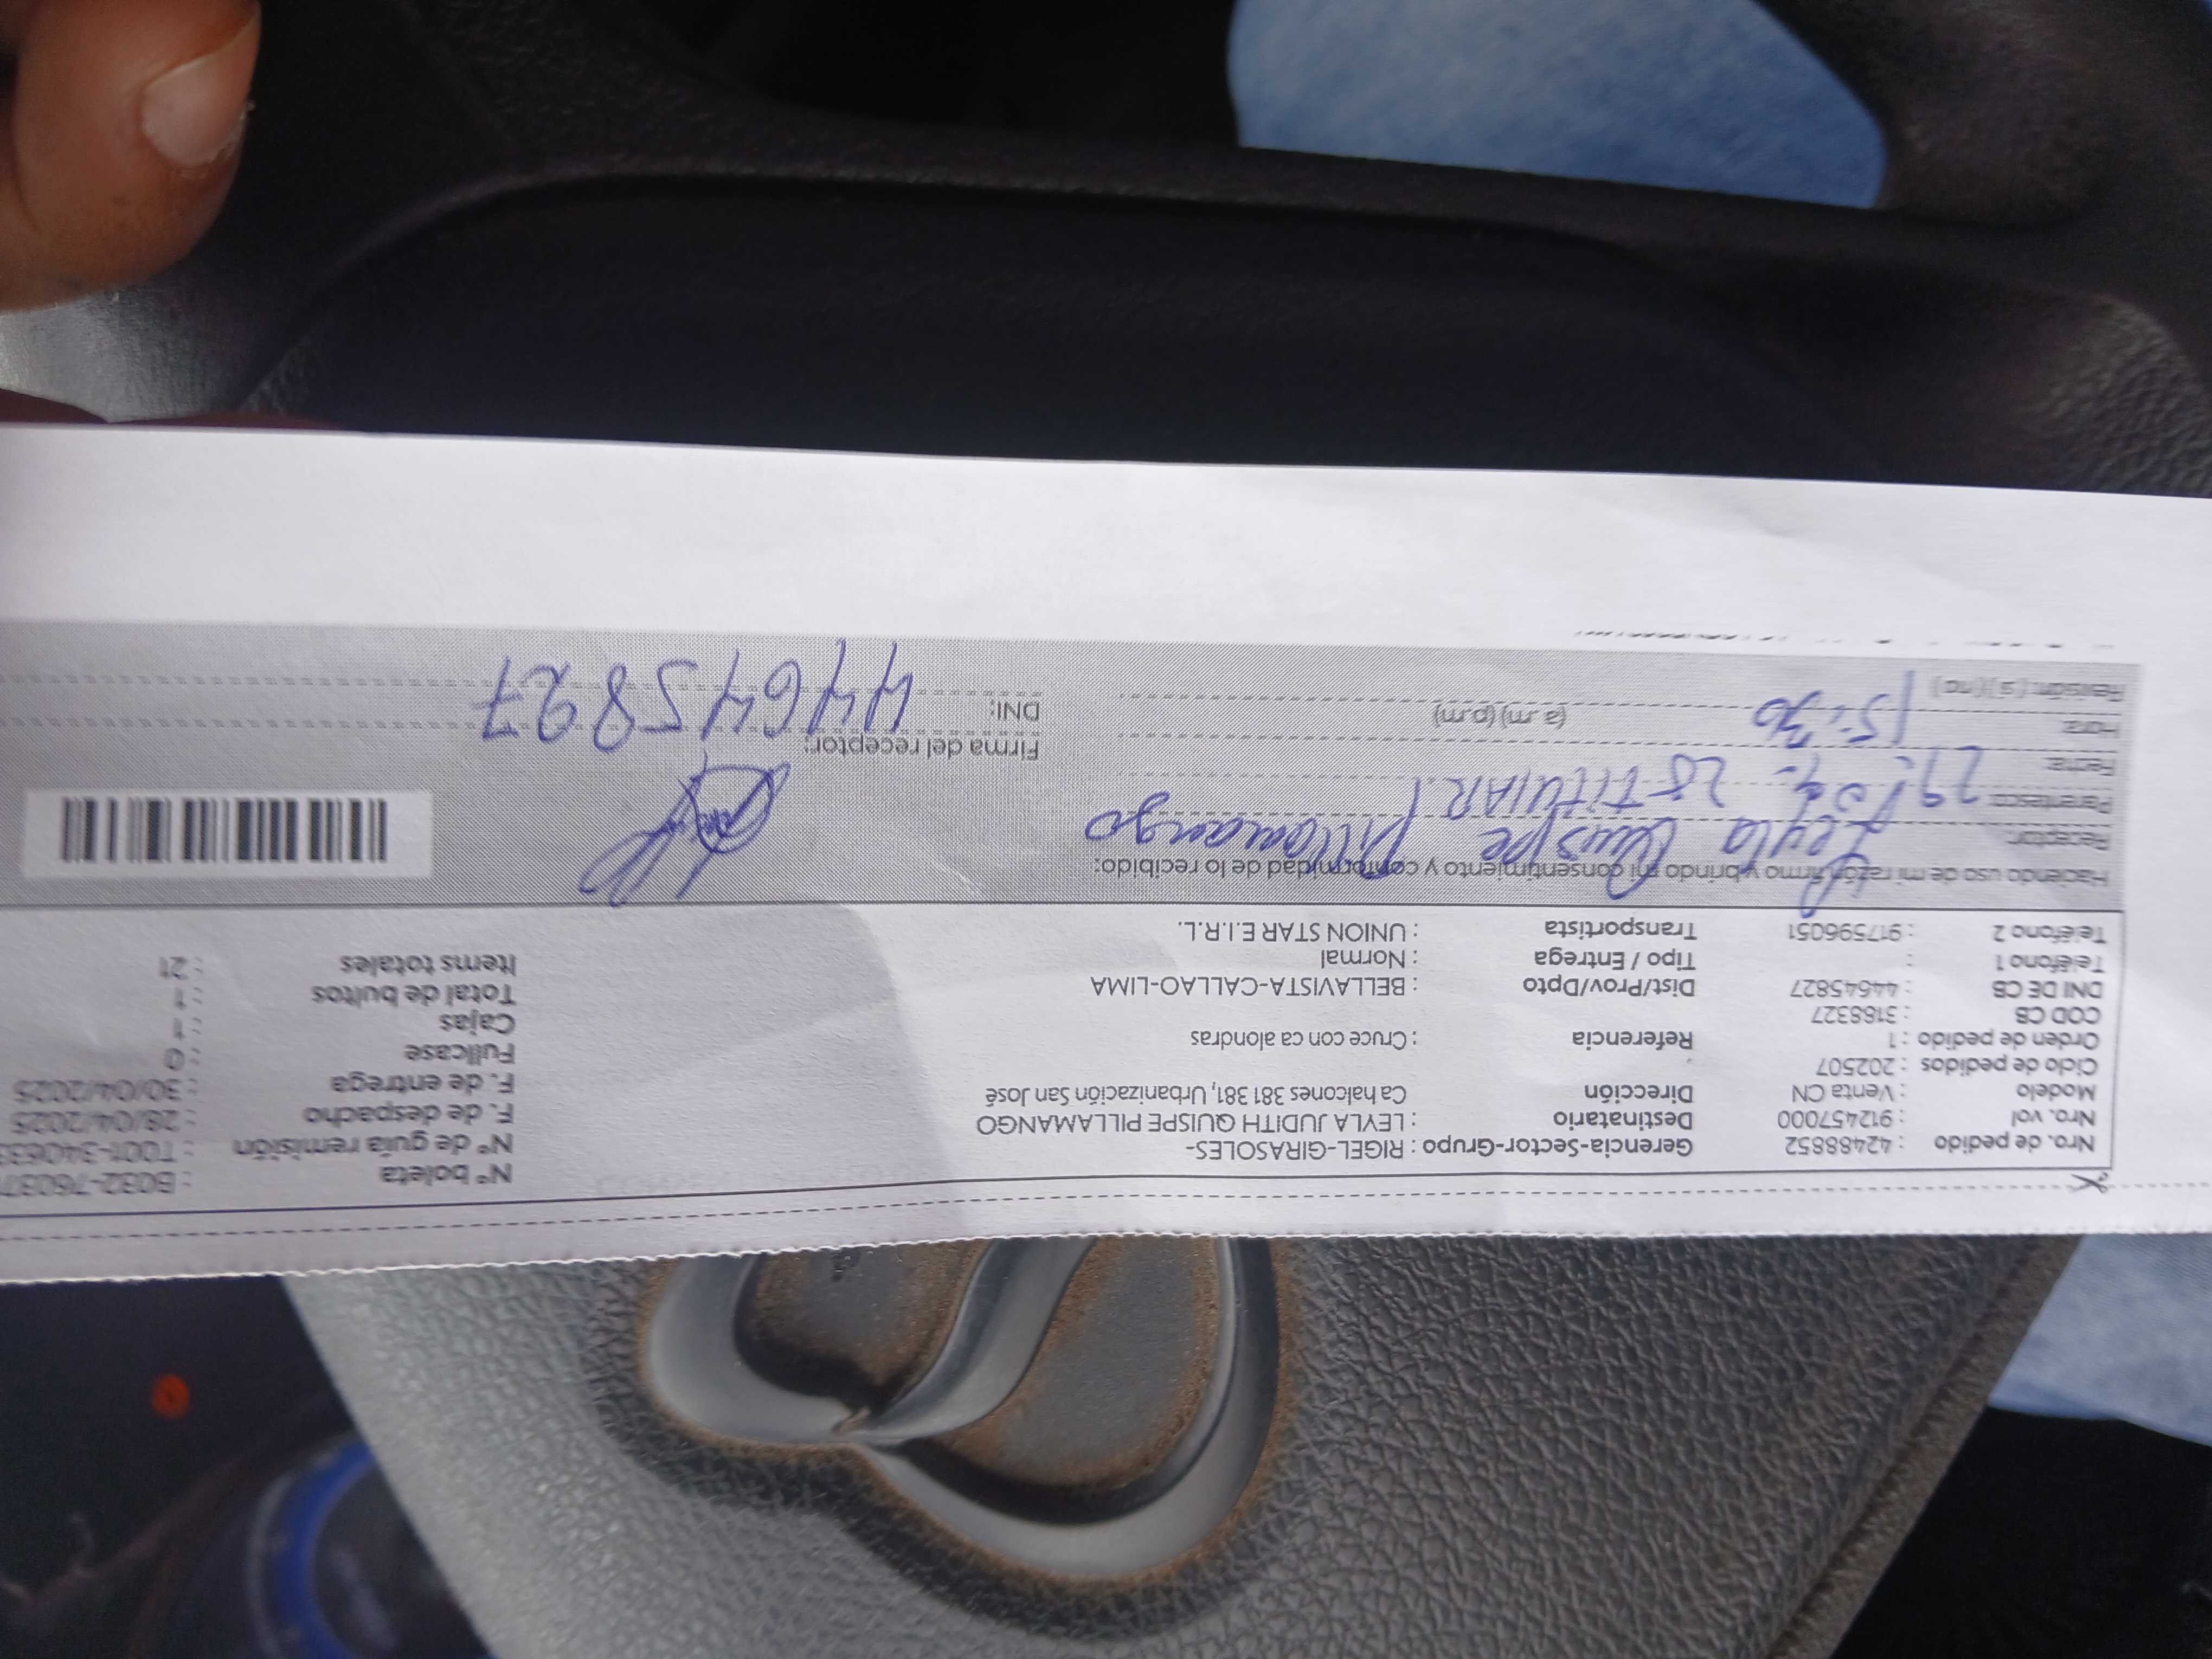 Nro. de pedido : 42488852 Gerencia-Sector-Grupo : RIGEL-GIRASOLES- N° boleta : B032-76037
Nro. vol : 912457000 Destinatario : LEYLA JUDITH QUISPE PILLAMANGO N° de guía remisión : T001-340633
Modelo : Venta CN Dirección Ca halcones 381 381, Urbanización San José F. de despacho : 28/04/2025
Ciclo de pedidos : 202507 F. de entrega : 30/04/2025
Orden de pedido : 1 Referencia : Cruce con ca alondras Fullcase : 0
COD CB : 3188327 Cajas : 1
DNI DE CB : 44645827 Dist/Prov/Dpto : BELLAVISTA-CALLAO-LIMA Total de bultos : 1
Teléfono 1 : Tipo / Entrega : Normal Items totales : 21
Teléfono 2 : 917596051 Transportista : UNION STAR E.I.R.L.
Haciendo uso de mi razón firmo y brindo mi consentimiento y conformidad de lo recibido:
Receptor: Leyla Quispe Pillamango
Parentesco: TITULAR
Fecha: 29-04-25 Firma del receptor:
Hora: 15:30 (a.m) (p.m) DNI: 44645827
Revisión: (si) (no)